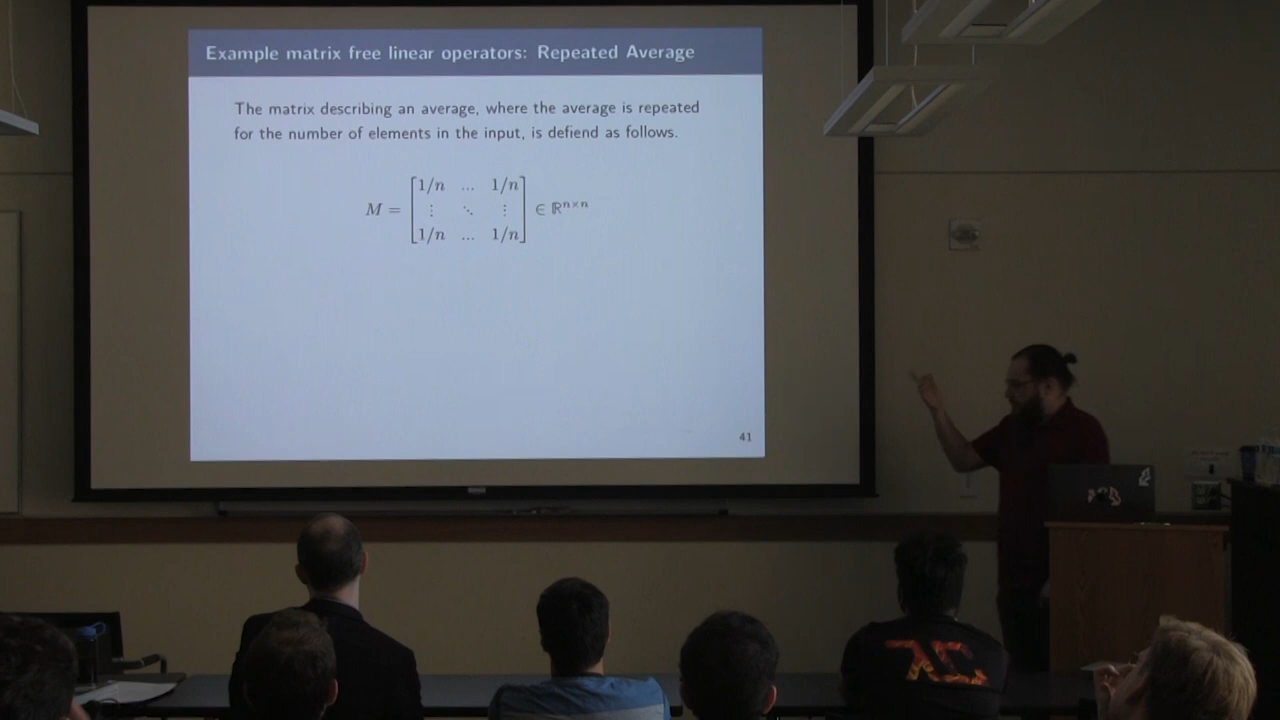 Example matrix free linear operators: Repeated Average
The matrix describing an average, where the average is repeated
for the number of elements in the input, is defiend as follows.
1/n ... 1/n
M = ⋮ ⋱ ⋮ ∈ ℝⁿˣⁿ
1/n ... 1/n
41